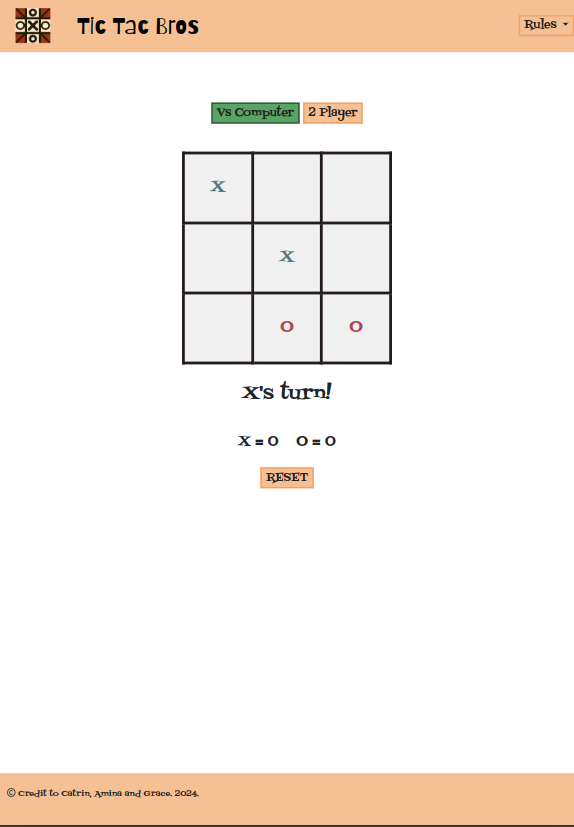 Tic Tac Bros
Rules
Vs Computer 2 Player
X
X
O O
X's turn!
X = 0 O = 0
RESET
© Credit to Catrin, Amina and Grace. 2024.